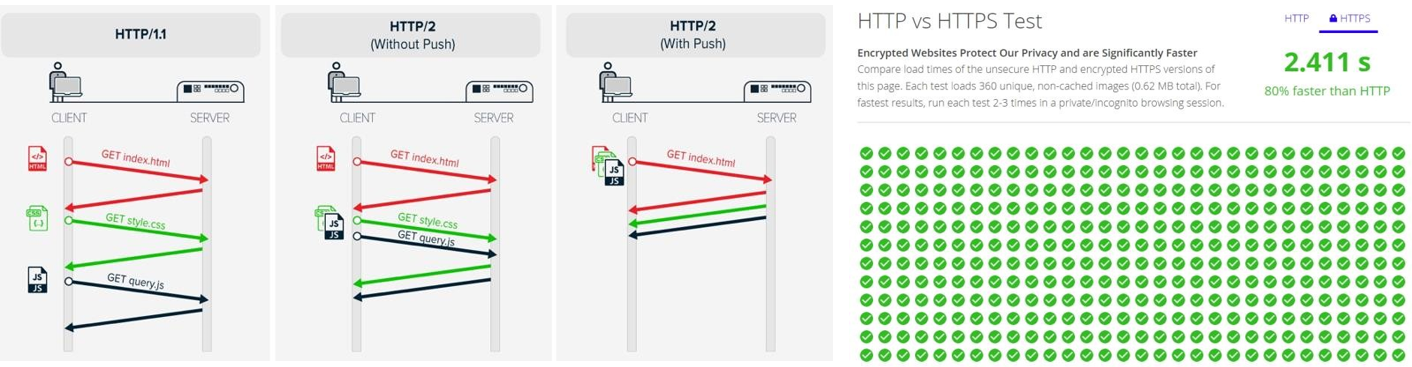 HTTP/1.1
CLIENT
SERVER
HTML
GET index.html
CSS
{..}
GET style.css
JS
JS
GET query.js
HTTP/2
(Without Push)
CLIENT
SERVER
HTML
GET index.html
GET style.css
JS
JS
GET query.js
HTTP/2
(With Push)
CLIENT
SERVER
JS
JS
GET index.html
HTTP vs HTTPS Test
Encrypted Websites Protect Our Privacy and are Significantly Faster
Compare load times of the unsecure HTTP and encrypted HTTPS versions of
this page. Each test loads 360 unique, non-cached images (0.62 MB total). For
fastest results, run each test 2-3 times in a private/incognito browsing session.
HTTP
HTTPS
2.411 s
80% faster than HTTP